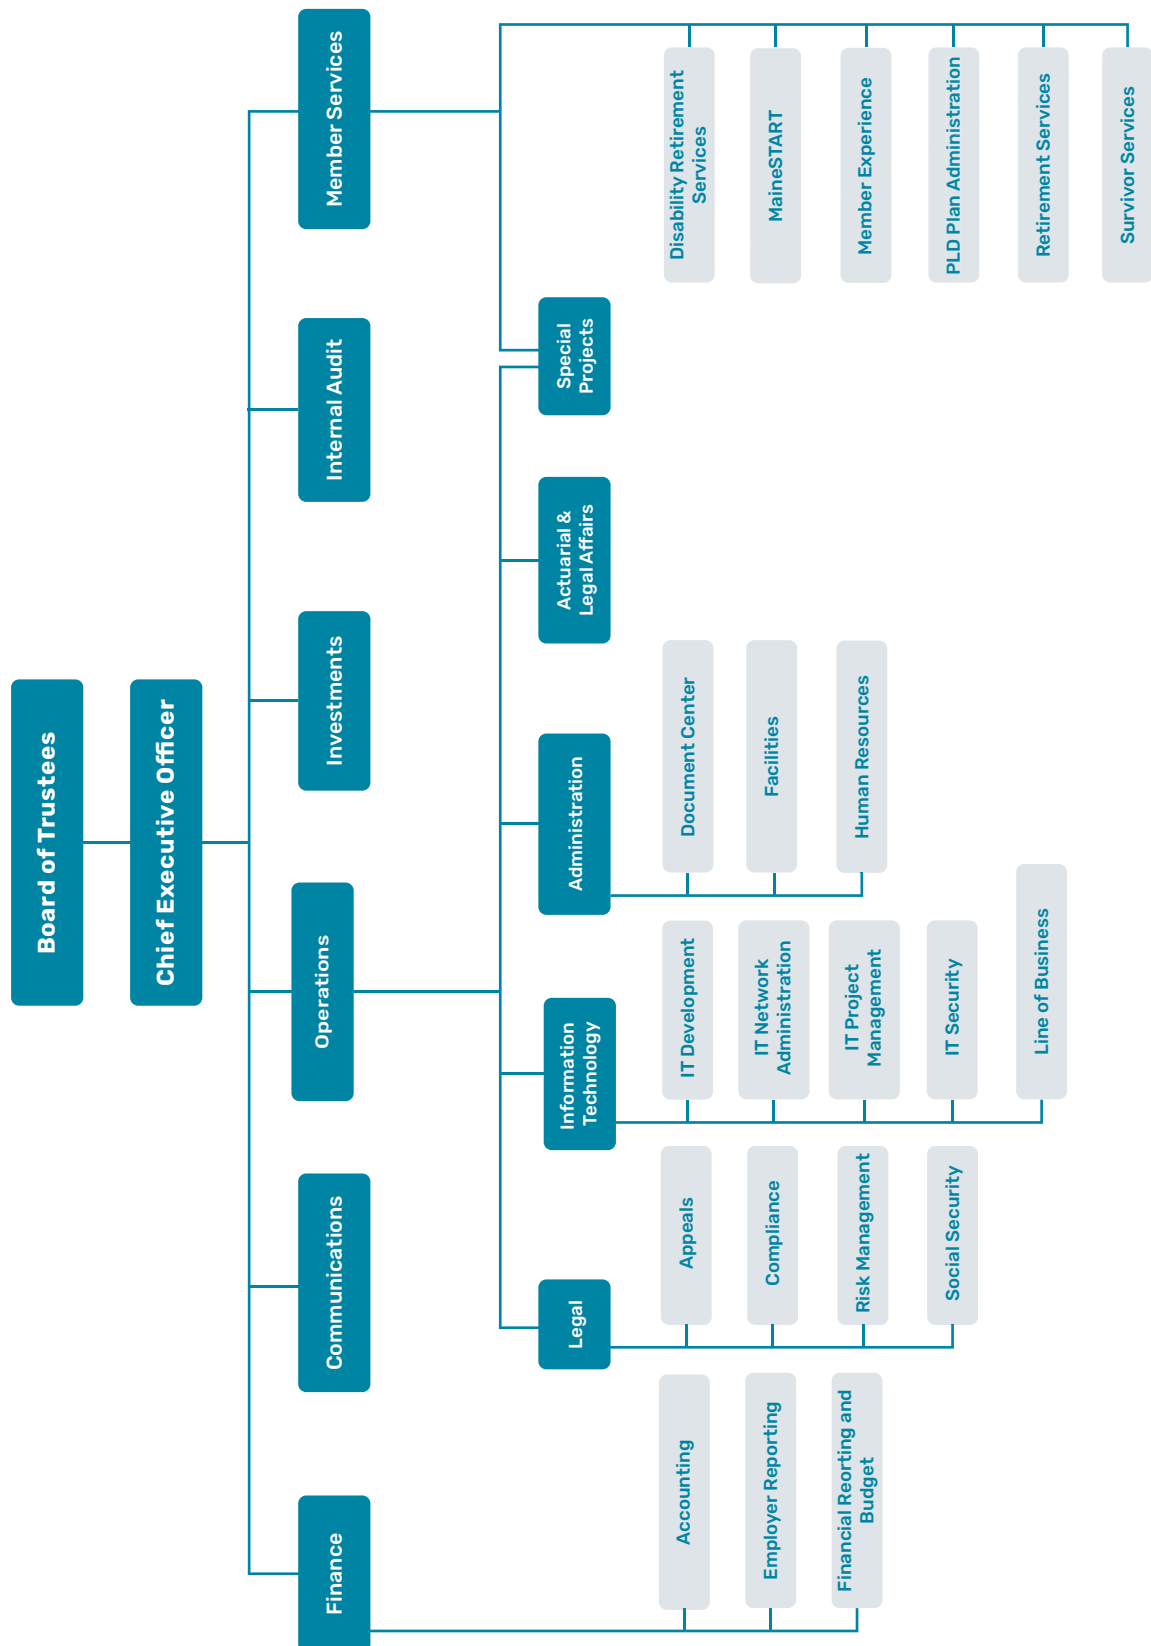 Board of Trustees
Chief Executive Officer
Finance
Communications
Operations
Investments
Internal Audit
Member Services
Legal
Information
Technology
Administration
Actuarial &
Legal Affairs
Special
Projects
Accounting
Employer Reporting
Financial Reorting and
Budget
Appeals
Compliance
Risk Management
Social Security
IT Development
IT Network
Administration
IT Project
Management
IT Security
Line of Business
Document Center
Facilities
Human Resources
Disability Retirement
Services
MaineSTART
Member Experience
PLD Plan Administration
Retirement Services
Survivor Services